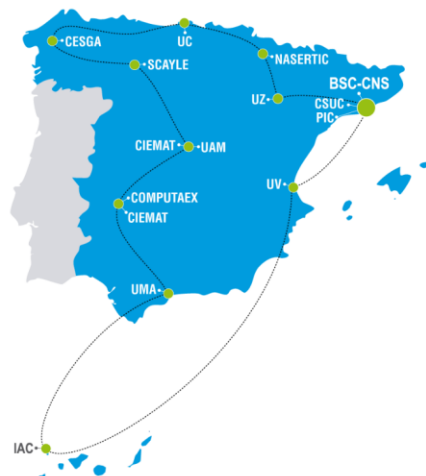 CESGA
UC
SCAYLE
NASERTIC
BSC-CNS
UZ
CSUC
PIC
CIEMAT
UAM
UV
COMPUTAEX
CIEMAT
UMA
IAC